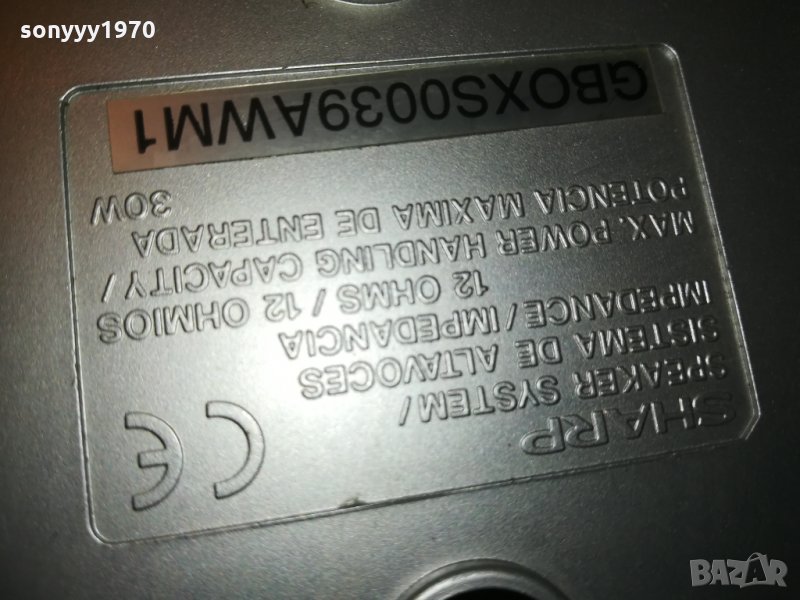 sonyyy1970
SHARP
SPEAKER SYSTEM/
SISTEMA DE ALTAVOCES
IMPEDANCE / IMPEDANCIA
12 OHMS / 12 OHMIOS
MAX. POWER HANDLING CAPACITY /
POTENCIA MAXIMA DE ENTERADA
30W
CE
GBOXS0039AWM1
BAZAR